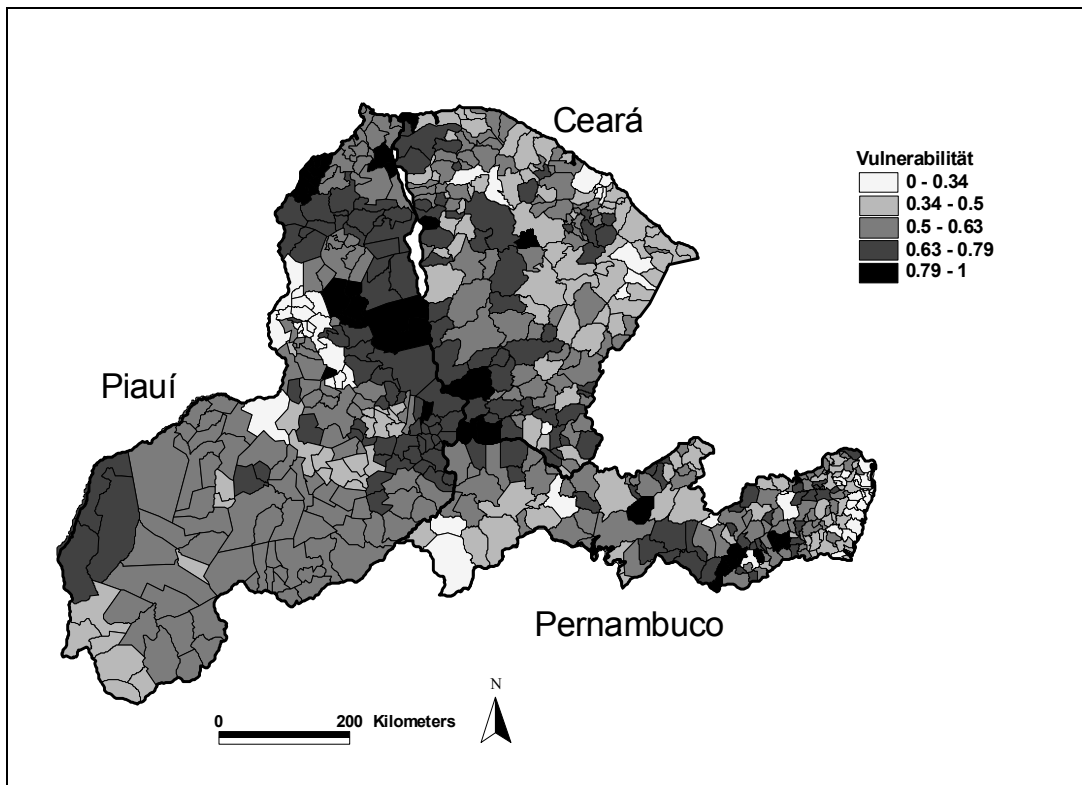 Ceará
Vulnerabilität
0 - 0.34
0.34 - 0.5
0.5 - 0.63
0.63 - 0.79
0.79 - 1
Piauí
Pernambuco
N
0 200 Kilometers